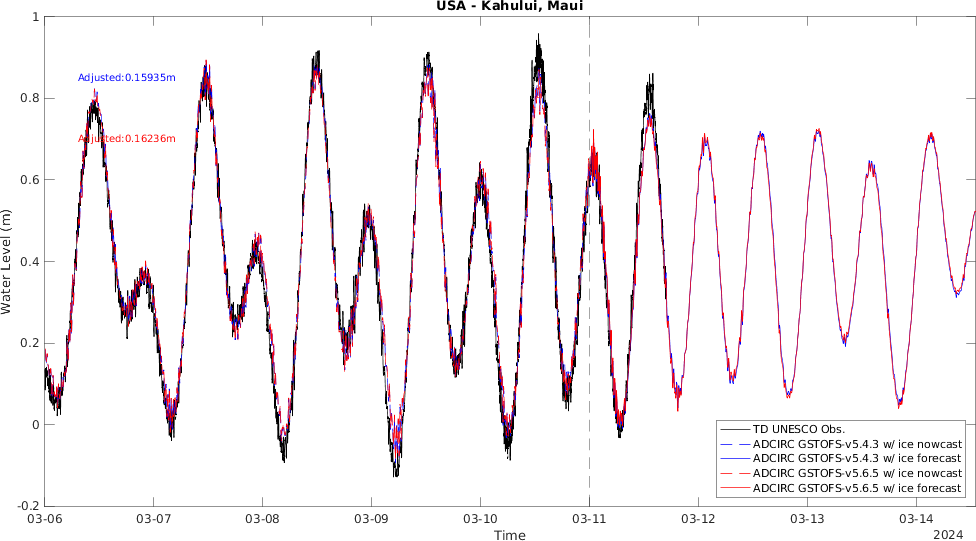 USA - Kahului, Maui
1
0.8
0.6
0.4
0.2
0
-0.2
Water Level (m)
Adjusted:0.15935m
Adjusted:0.16236m
TD UNESCO Obs.
ADCIRC GSTOFS-v5.4.3 w/ ice nowcast
ADCIRC GSTOFS-v5.4.3 w/ ice forecast
ADCIRC GSTOFS-v5.6.5 w/ ice nowcast
ADCIRC GSTOFS-v5.6.5 w/ ice forecast
03-06 03-07 03-08 03-09 03-10 03-11 03-12 03-13 03-14
Time
2024